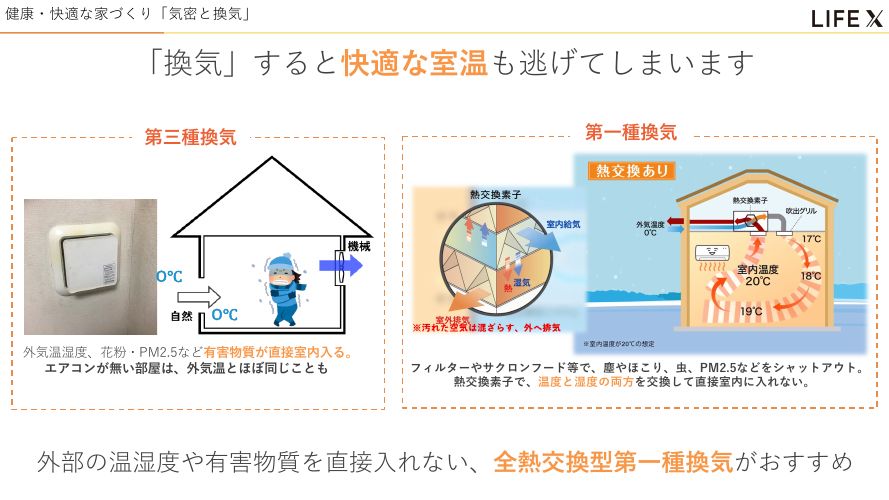 健康・快適な家づくり「気密と換気」
LIFE X
「換気」すると快適な室温も逃げてしまいます
第三種換気
第一種換気
0℃
自然
0℃
機械
外気温湿度、花粉・PM2.5など有害物質が直接室内入る。
エアコンが無い部屋は、外気温とほぼ同じことも
熱交換素子
室内給気
熱
湿気
室外排気
※汚れた空気は混ざらす、外へ排気
熱交換あり
熱交換素子
吹出グリル
外気温度
0℃
17℃
18℃
19℃
室内温度
20℃
※室内温度が20℃の想定
フィルターやサクロンフード等で、塵やほこり、虫、PM2.5などをシャットアウト。
熱交換素子で、温度と湿度の両方を交換して直接室内に入れない。
外部の温湿度や有害物質を直接入れない、全熱交換型第一種換気がおすすめ